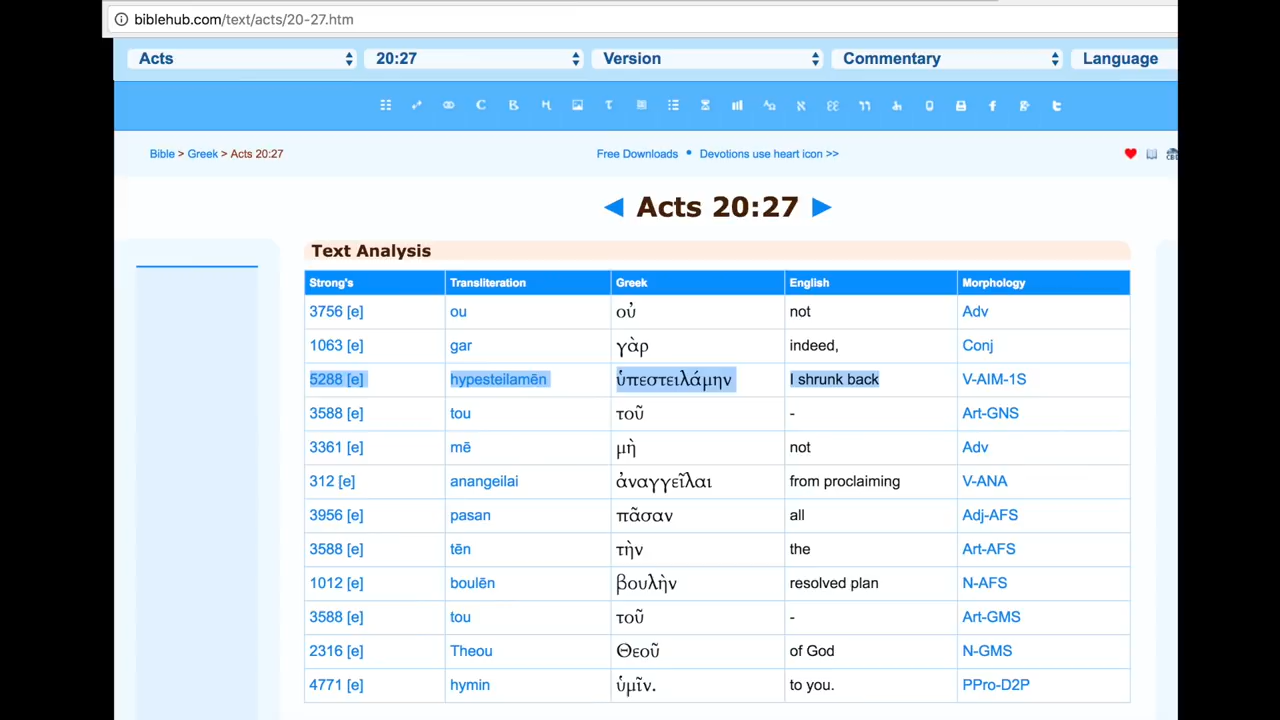 biblehub.com/text/acts/20-27.htm
Acts 20:27 Version Commentary Language
Bible > Greek > Acts 20:27 Free Downloads • Devotions use heart icon >>
◄ Acts 20:27 ►
Text Analysis
Strong's Transliteration Greek English Morphology
3756 [e] ou οὐ not Adv
1063 [e] gar γὰρ indeed, Conj
5288 [e] hypesteilamēn ὑπεστειλάμην I shrunk back V-AIM-1S
3588 [e] tou τοῦ - Art-GNS
3361 [e] mē μὴ not Adv
312 [e] anangeilai ἀναγγεῖλαι from proclaiming V-ANA
3956 [e] pasan πᾶσαν all Adj-AFS
3588 [e] tēn τὴν the Art-AFS
1012 [e] boulēn βουλὴν resolved plan N-AFS
3588 [e] tou τοῦ - Art-GMS
2316 [e] Theou Θεοῦ of God N-GMS
4771 [e] hymin ὑμῖν. to you. PPro-D2P